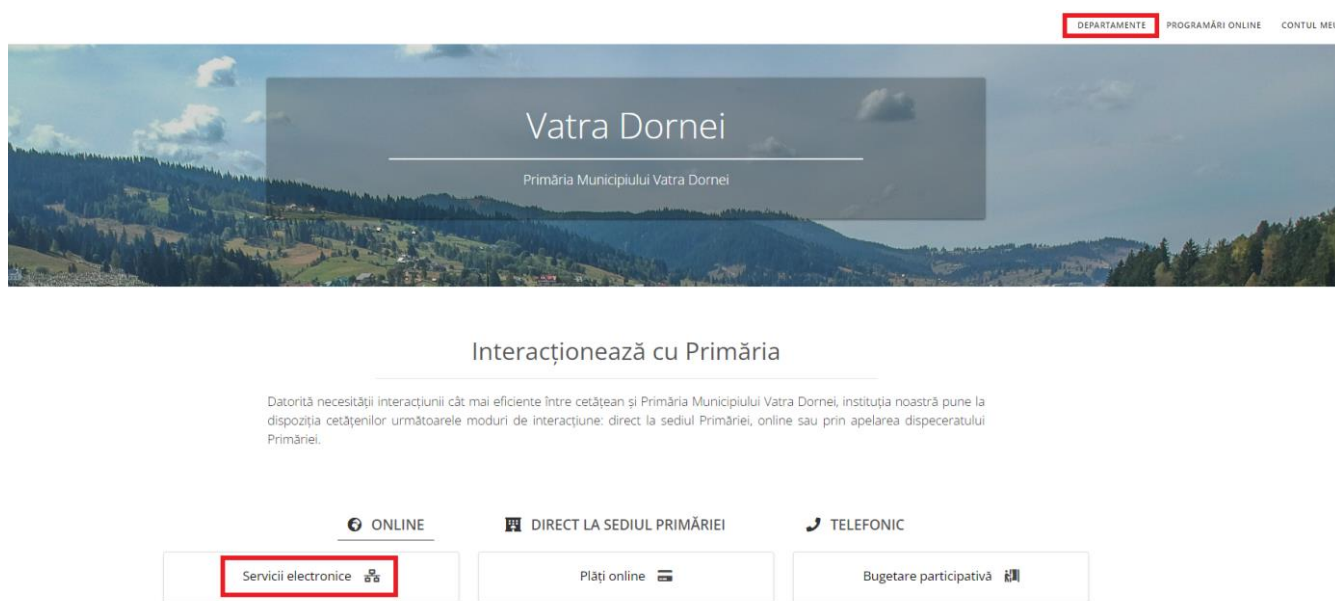 DEPARTAMENTE PROGRAMĂRI ONLINE CONTUL MEU
Vatra Dornei
Primăria Municipiului Vatra Dornei
Interacționează cu Primăria
Datorită necesității interacțiunii cât mai eficiente între cetățean și Primăria Municipiului Vatra Dornei, instituția noastră pune la
dispoziția cetățenilor următoarele moduri de interacțiune: direct la sediul Primăriei, online sau prin apelarea dispeceratului
Primăriei.
ONLINE DIRECT LA SEDIUL PRIMĂRIEI TELEFONIC
Servicii electronice Plăți online Bugetare participativă